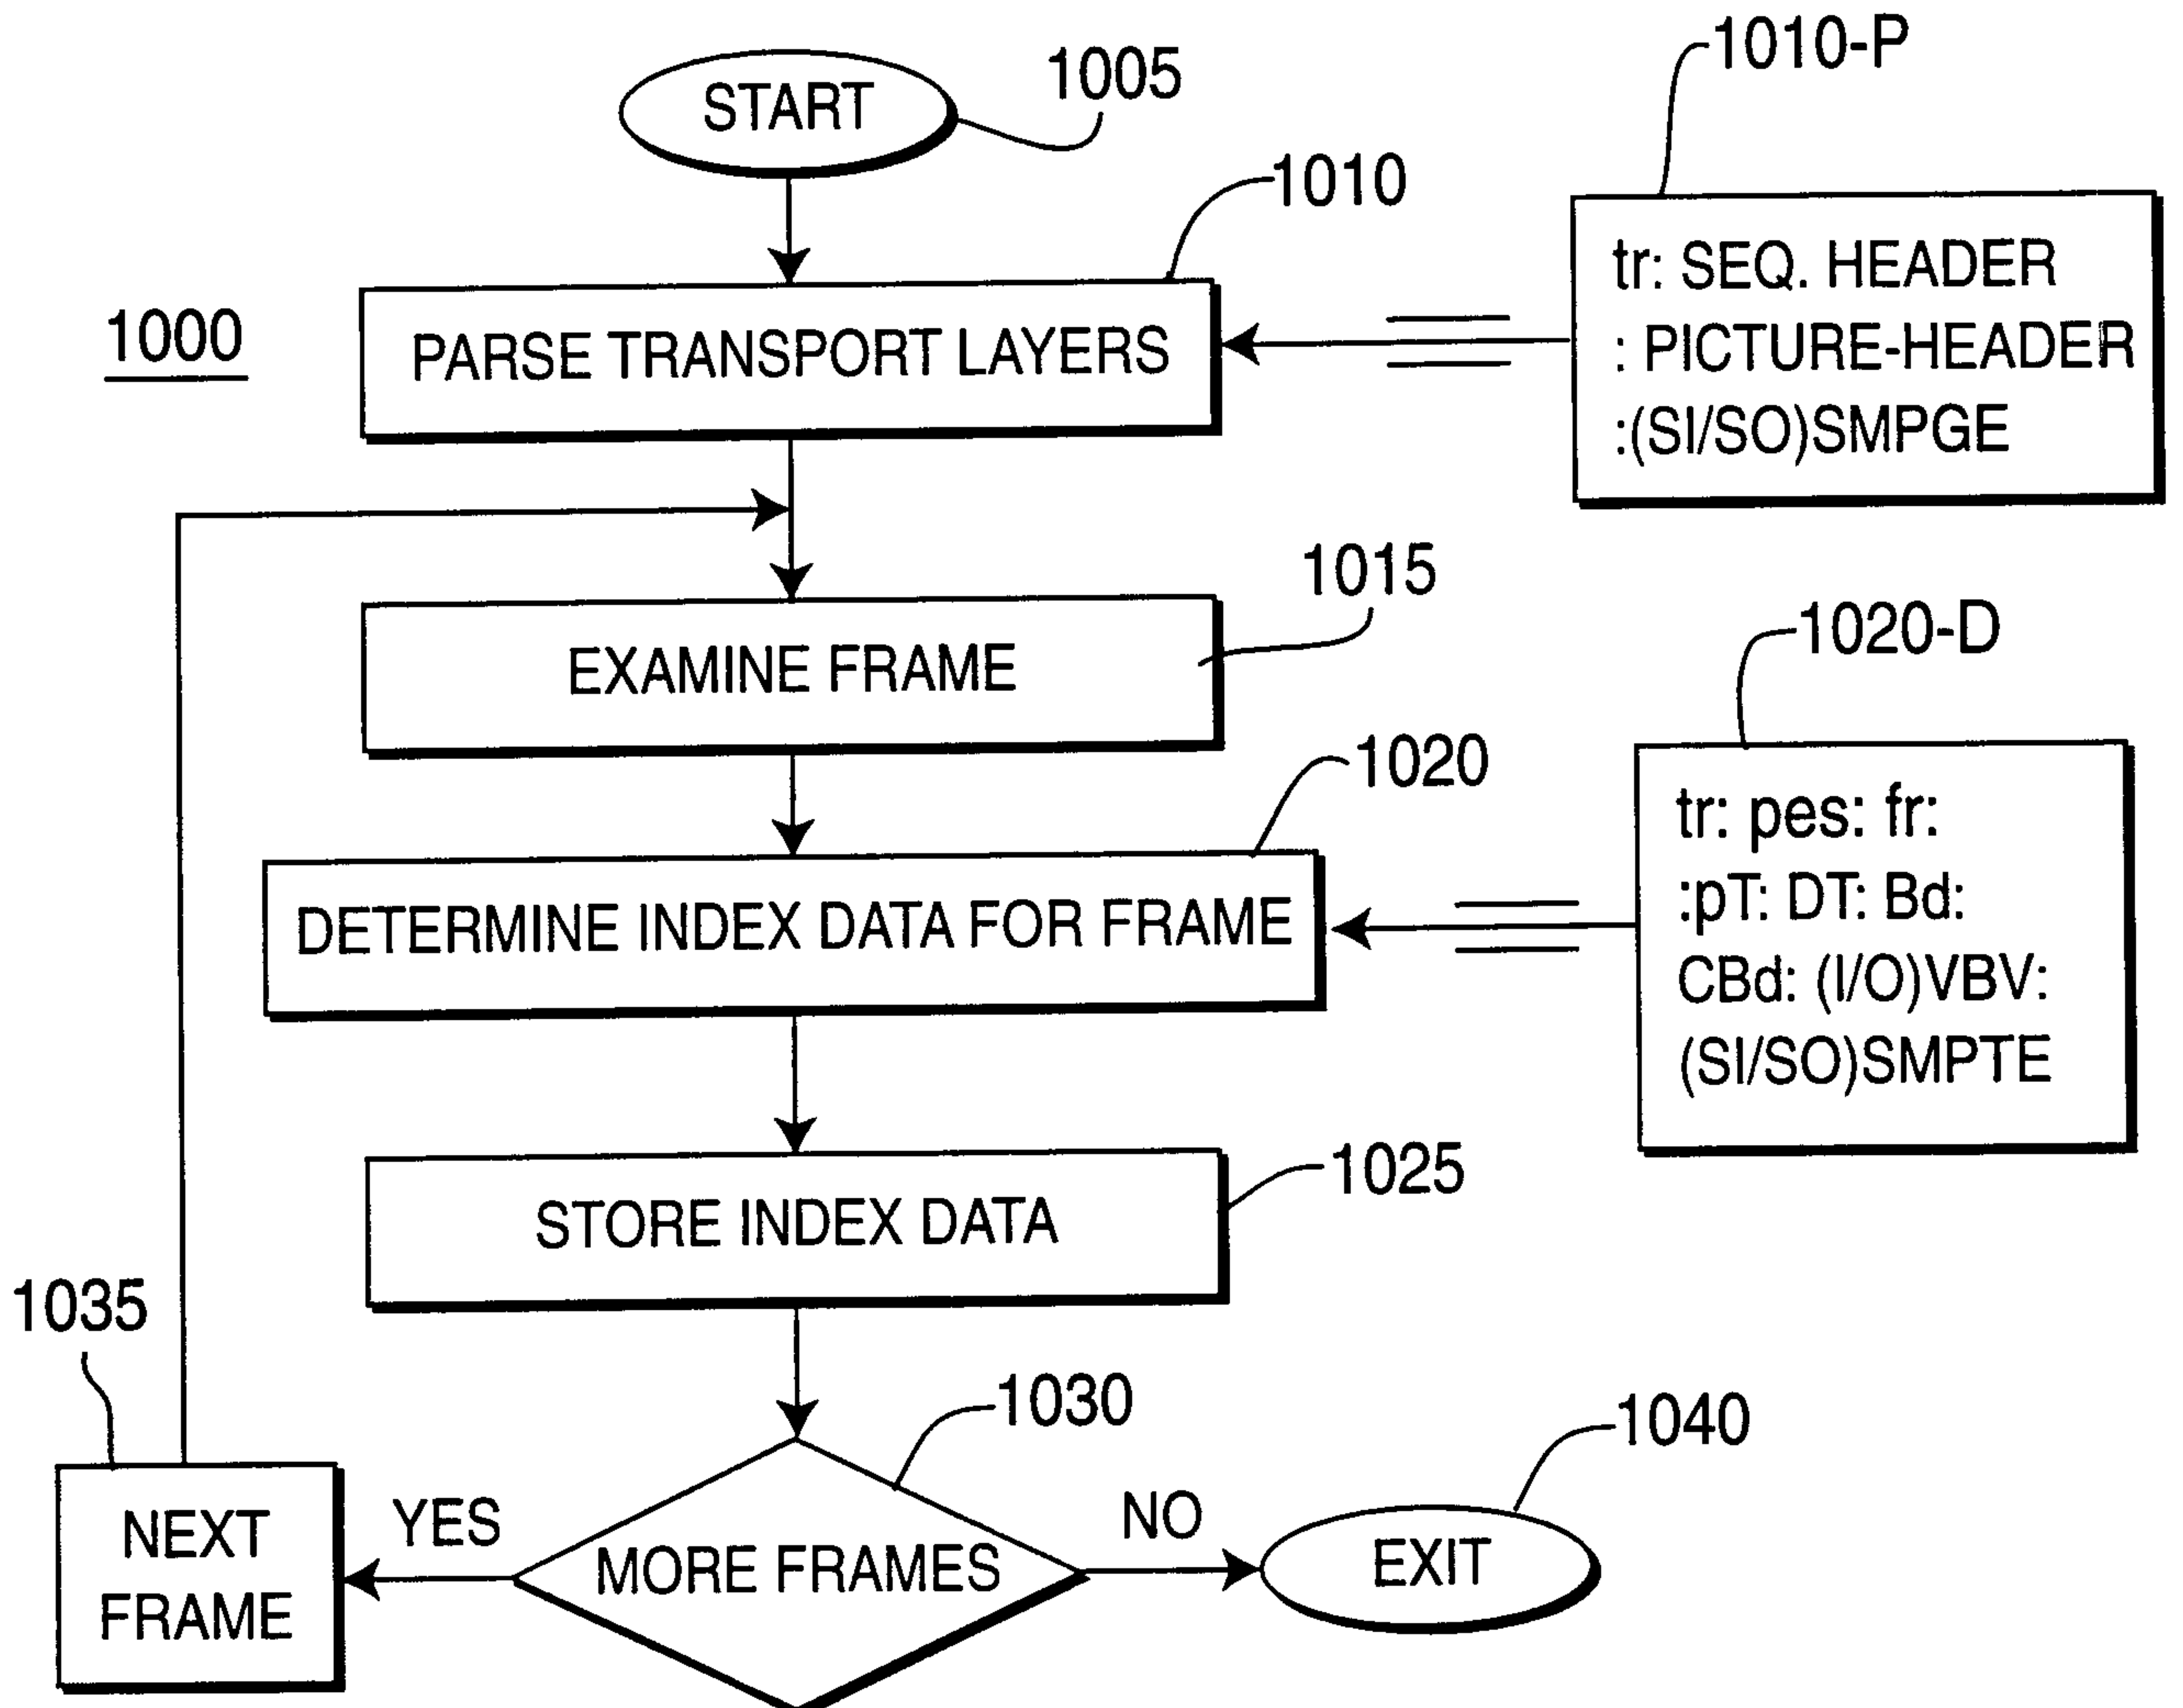 START
1005
1010-P
1010
1000
PARSE TRANSPORT LAYERS
tr: SEQ. HEADER
: PICTURE-HEADER
:(SI/SO)SMPGE
EXAMINE FRAME
1015
1020-D
1020
DETERMINE INDEX DATA FOR FRAME
tr: pes: fr:
:pT: DT: Bd:
CBd: (I/O)VBV:
(SI/SO)SMPTE
STORE INDEX DATA
1025
1035
1030
1040
NEXT
FRAME
YES
MORE FRAMES
NO
EXIT